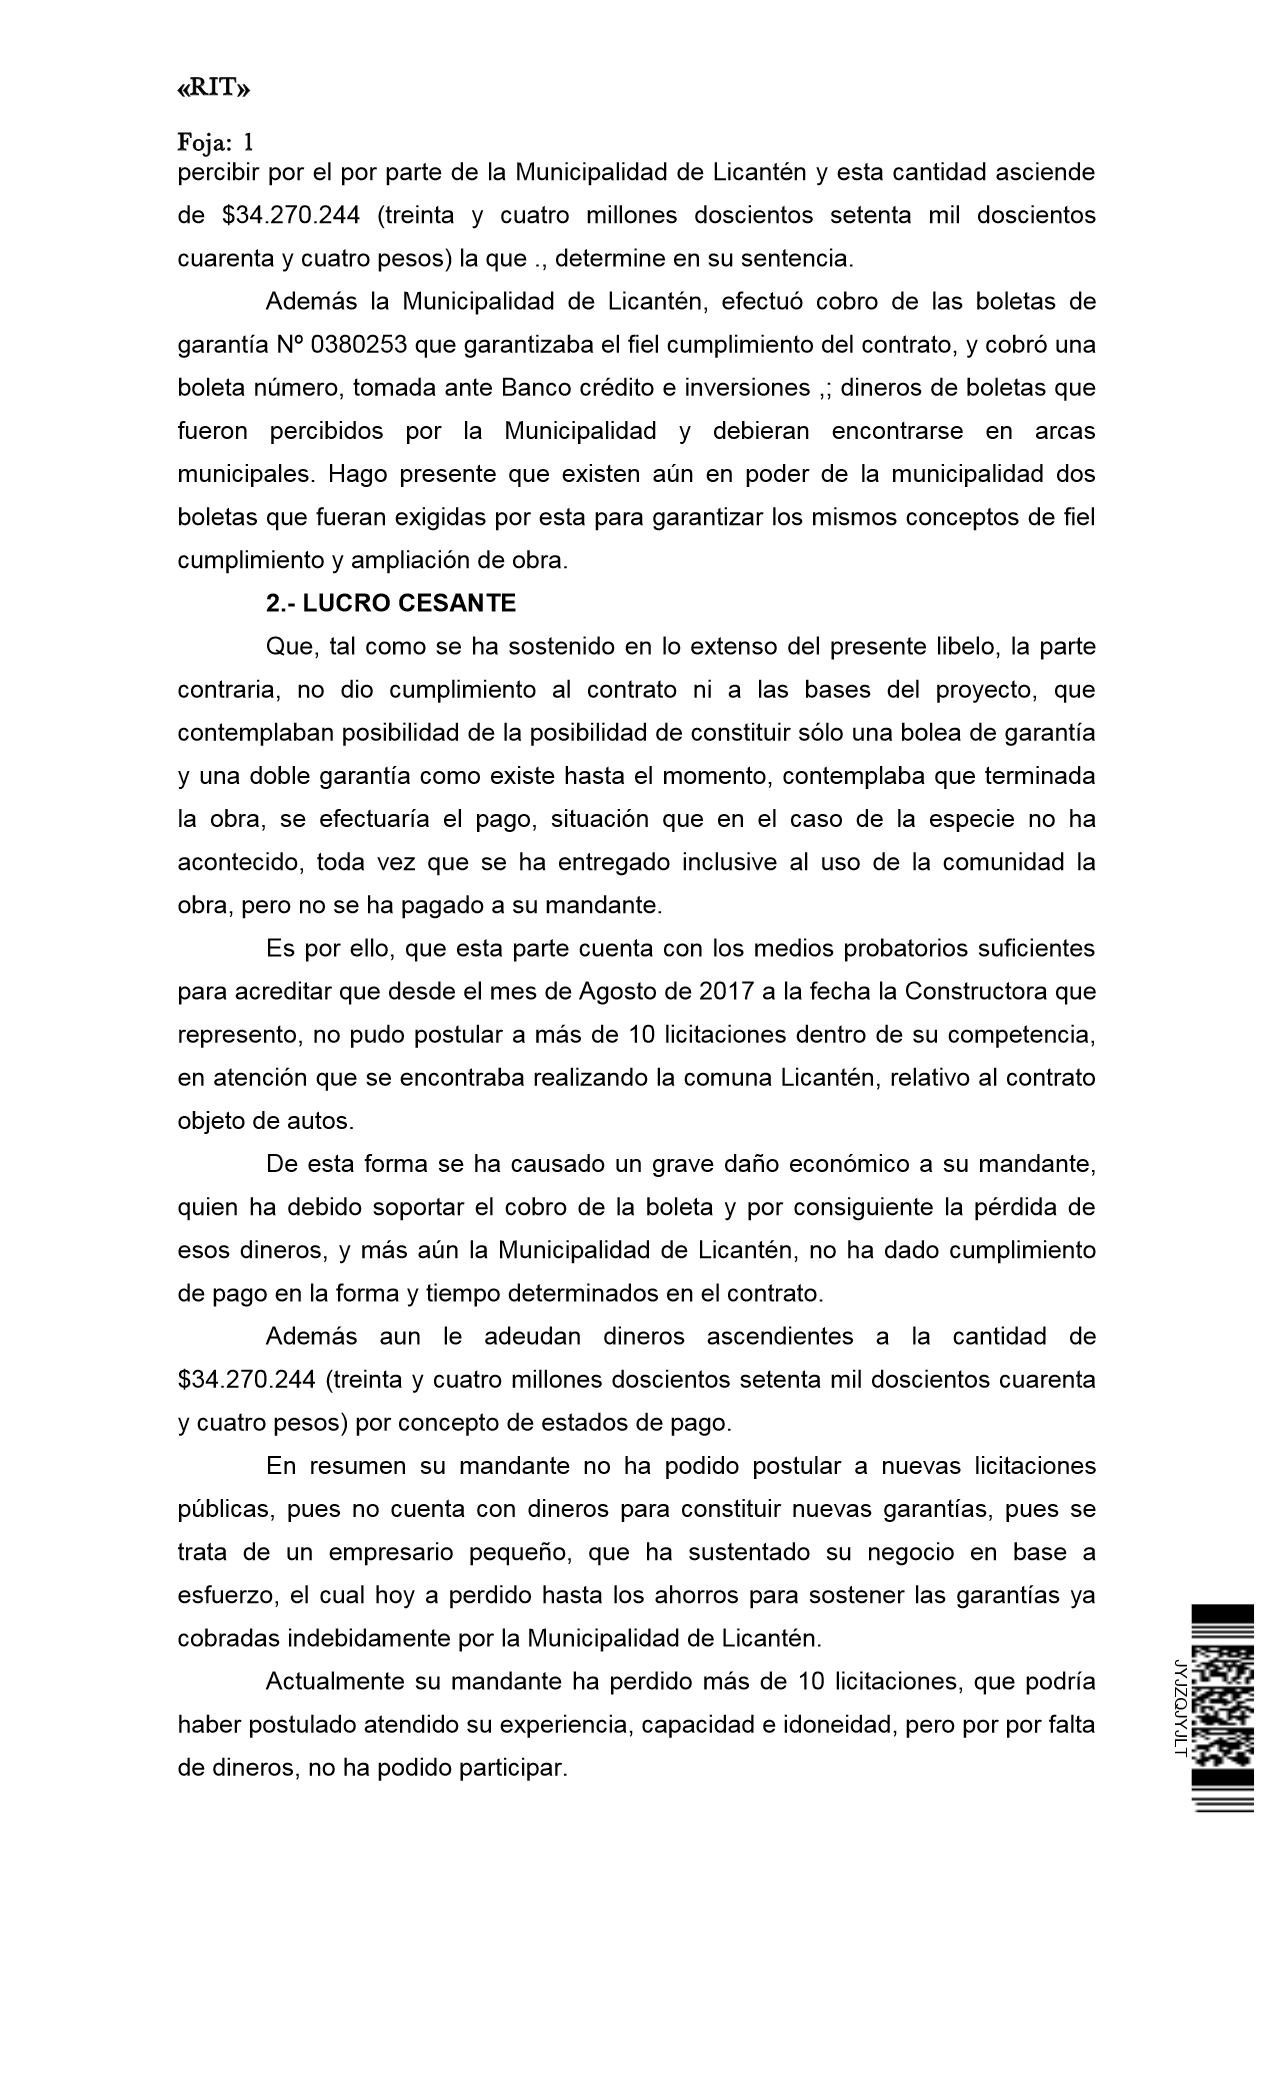 «RIT»
Foja: 1
percibir por el por parte de la Municipalidad de Licantén y esta cantidad asciende
de $34.270.244 (treinta y cuatro millones doscientos setenta mil doscientos
cuarenta y cuatro pesos) la que ., determine en su sentencia.
Además la Municipalidad de Licantén, efectuó cobro de las boletas de
garantía Nº 0380253 que garantizaba el fiel cumplimiento del contrato, y cobró una
boleta número, tomada ante Banco crédito e inversiones ,; dineros de boletas que
fueron percibidos por la Municipalidad y debieran encontrarse en arcas
municipales. Hago presente que existen aún en poder de la municipalidad dos
boletas que fueran exigidas por esta para garantizar los mismos conceptos de fiel
cumplimiento y ampliación de obra.
2.- LUCRO CESANTE
Que, tal como se ha sostenido en lo extenso del presente libelo, la parte
contraria, no dio cumplimiento al contrato ni a las bases del proyecto, que
contemplaban posibilidad de la posibilidad de constituir sólo una bolea de garantía
y una doble garantía como existe hasta el momento, contemplaba que terminada
la obra, se efectuaría el pago, situación que en el caso de la especie no ha
acontecido, toda vez que se ha entregado inclusive al uso de la comunidad la
obra, pero no se ha pagado a su mandante.
Es por ello, que esta parte cuenta con los medios probatorios suficientes
para acreditar que desde el mes de Agosto de 2017 a la fecha la Constructora que
represento, no pudo postular a más de 10 licitaciones dentro de su competencia,
en atención que se encontraba realizando la comuna Licantén, relativo al contrato
objeto de autos.
De esta forma se ha causado un grave daño económico a su mandante,
quien ha debido soportar el cobro de la boleta y por consiguiente la pérdida de
esos dineros, y más aún la Municipalidad de Licantén, no ha dado cumplimiento
de pago en la forma y tiempo determinados en el contrato.
Además aun le adeudan dineros ascendientes a la cantidad de
$34.270.244 (treinta y cuatro millones doscientos setenta mil doscientos cuarenta
y cuatro pesos) por concepto de estados de pago.
En resumen su mandante no ha podido postular a nuevas licitaciones
públicas, pues no cuenta con dineros para constituir nuevas garantías, pues se
trata de un empresario pequeño, que ha sustentado su negocio en base a
esfuerzo, el cual hoy a perdido hasta los ahorros para sostener las garantías ya
cobradas indebidamente por la Municipalidad de Licantén.
Actualmente su mandante ha perdido más de 10 licitaciones, que podría
haber postulado atendido su experiencia, capacidad e idoneidad, pero por por falta
de dineros, no ha podido participar.
JYJZQJYJLT